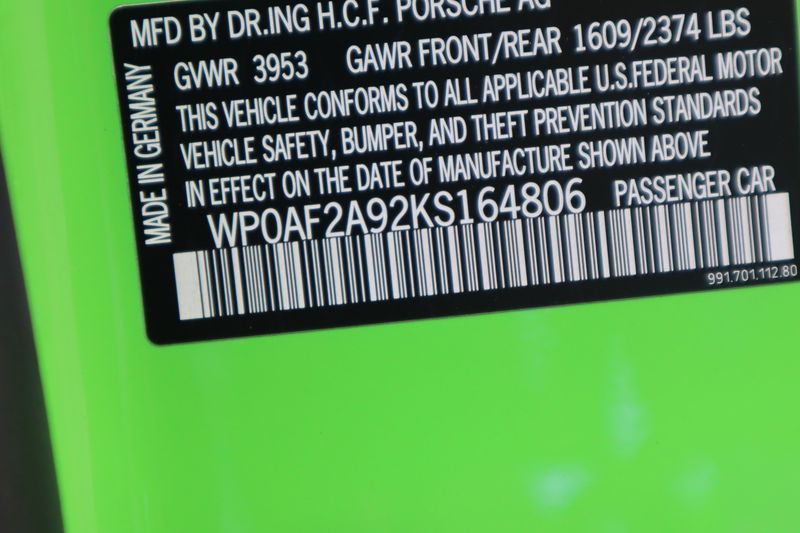 MFD BY DR.ING H.C.F. PORSCHE AG
GVWR 3953 GAWR FRONT/REAR 1609/2374 LBS
THIS VEHICLE CONFORMS TO ALL APPLICABLE U.S.FEDERAL MOTOR
VEHICLE SAFETY, BUMPER, AND THEFT PREVENTION STANDARDS
IN EFFECT ON THE DATE OF MANUFACTURE SHOWN ABOVE
WP0AF2A92KS164806 PASSENGER CAR
991.701.112.80
MADE IN GERMANY